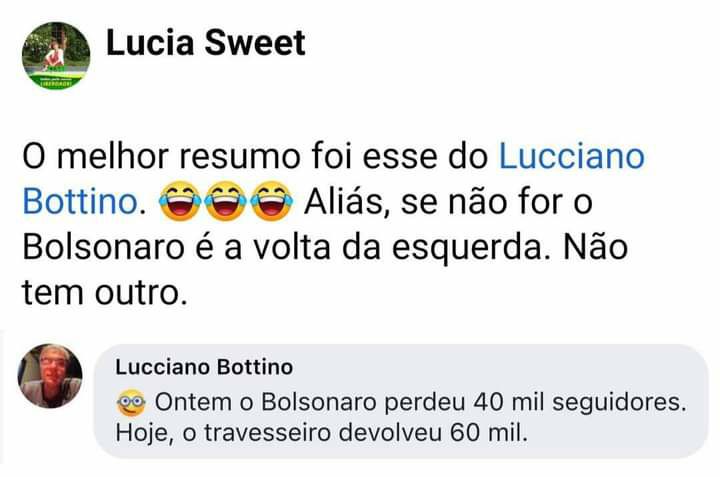 Lucia Sweet
O melhor resumo foi esse do Lucciano
Bottino. 😂😂😂 Aliás, se não for o
Bolsonaro é a volta da esquerda. Não
tem outro.
Lucciano Bottino
🤓 Ontem o Bolsonaro perdeu 40 mil seguidores.
Hoje, o travesseiro devolveu 60 mil.